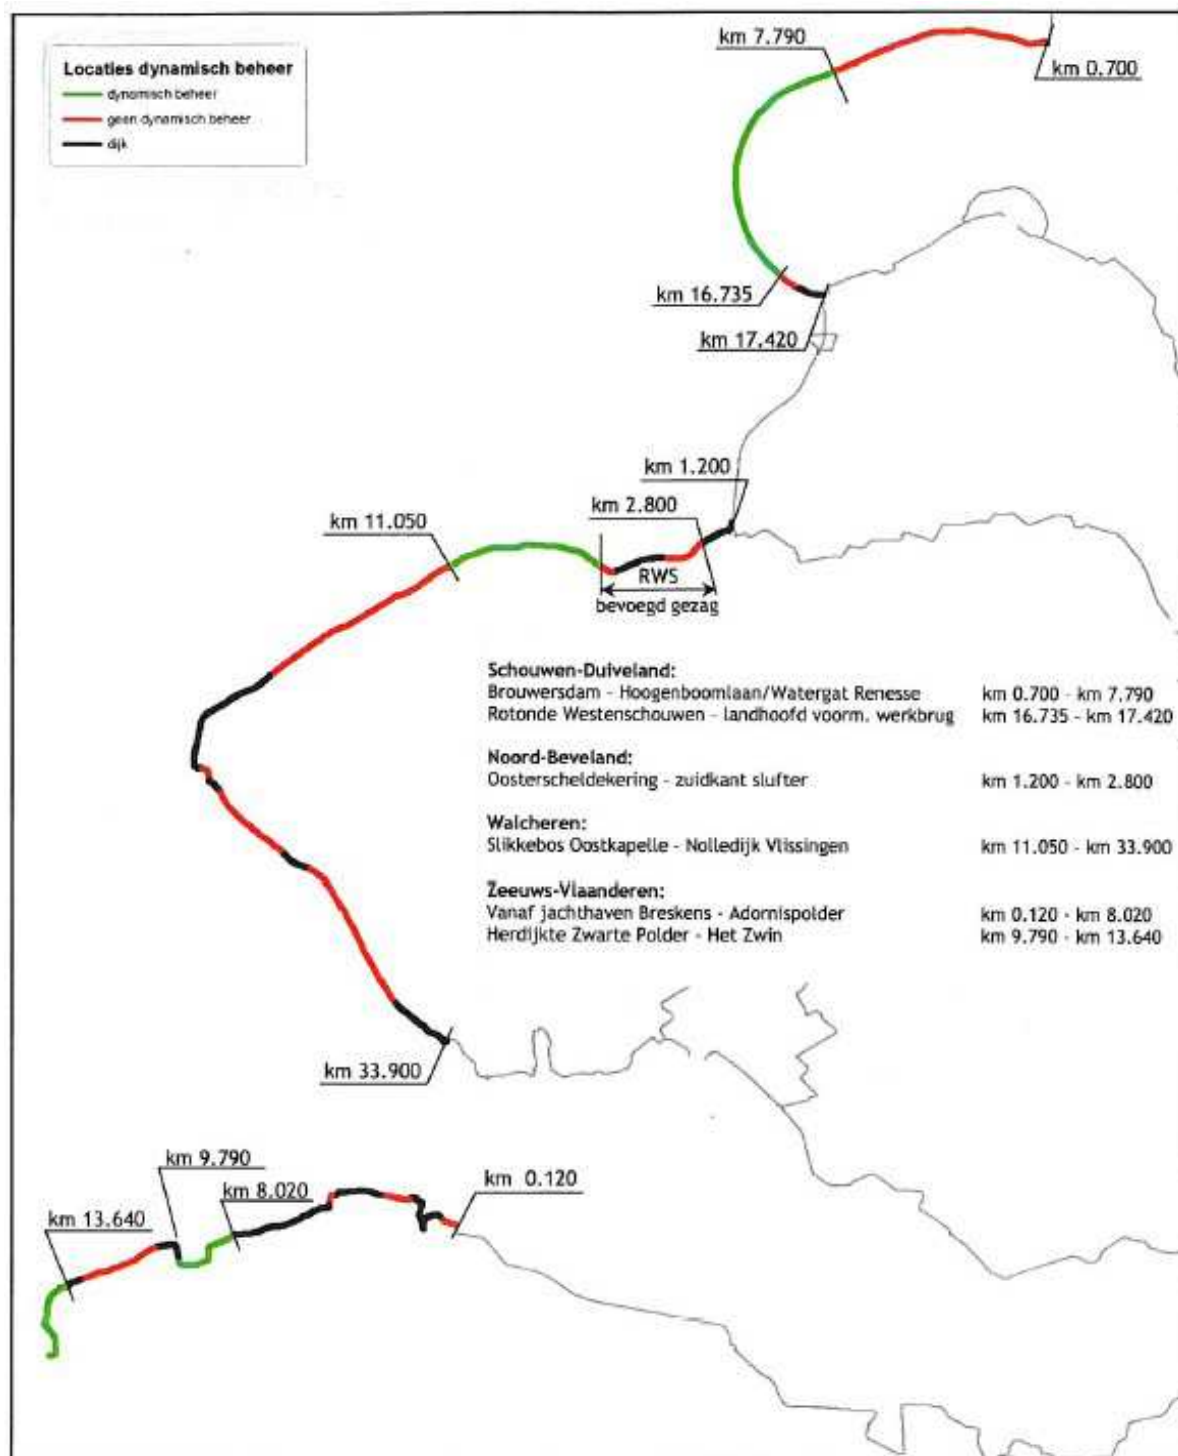 Locaties dynamisch beheer
dynamisch beheer
geen dynamisch beheer
dijk
km 7.790
km 0.700
km 16.735
km 17.420
km 1.200
km 2.800
km 11.050
RWS
bevoegd gezag
Schouwen-Duiveland:
Brouwersdam - Hoogenboomlaan/Watergat Renesse km 0.700 - km 7.790
Rotonde Westenschouwen - landhoofd voorm. werkbrug km 16.735 - km 17.420
Noord-Beveland:
Oosterscheldekering - zuidkant slufter km 1.200 - km 2.800
Walcheren:
Slikkebos Oostkapelle - Nolledijk Vlissingen km 11.050 - km 33.900
Zeeuws-Vlaanderen:
Vanaf jachthaven Breskens - Adornispolder km 0.120 - km 8.020
Herdijkte Zwarte Polder - Het Zwin km 9.790 - km 13.640
km 33.900
km 9.790
km 8.020
km 0.120
km 13.640